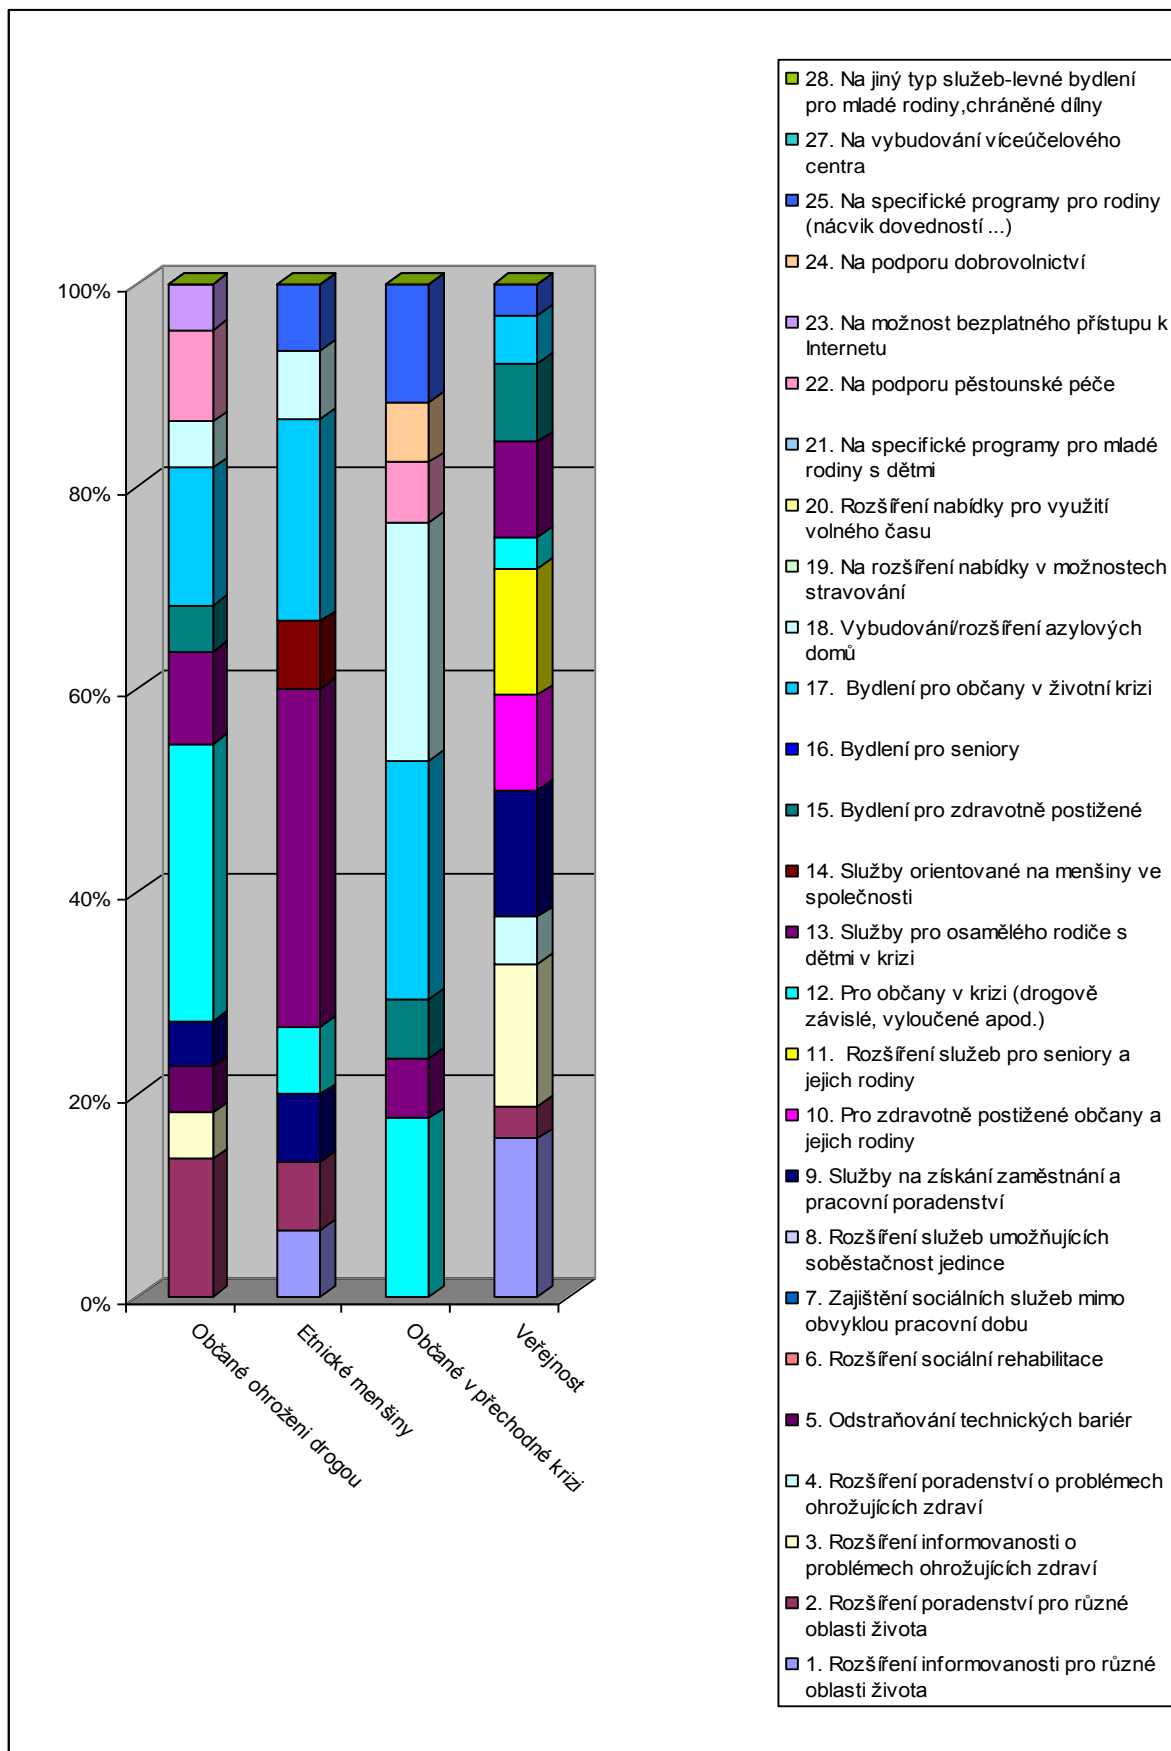 100%
80%
60%
40%
20%
0%
Občané ohroženi drogou
Etnické menšiny
Občané v přechodné krizi
Veřejnost
28. Na jiný typ služeb-levné bydlení
pro mladé rodiny,chráněné dílny
27. Na vybudování víceúčelového
centra
25. Na specifické programy pro rodiny
(nácvik dovedností ...)
24. Na podporu dobrovolnictví
23. Na možnost bezplatného přístupu k
Internetu
22. Na podporu pěstounské péče
21. Na specifické programy pro mladé
rodiny s dětmi
20. Rozšíření nabídky pro využití
volného času
19. Na rozšíření nabídky v možnostech
stravování
18. Vybudování/rozšíření azylových
domů
17. Bydlení pro občany v životní krizi
16. Bydlení pro seniory
15. Bydlení pro zdravotně postižené
14. Služby orientované na menšiny ve
společnosti
13. Služby pro osamělého rodiče s
dětmi v krizi
12. Pro občany v krizi (drogově
závislé, vyloučené apod.)
11. Rozšíření služeb pro seniory a
jejich rodiny
10. Pro zdravotně postižené občany a
jejich rodiny
9. Služby na získání zaměstnání a
pracovní poradenství
8. Rozšíření služeb umožňujících
soběstačnost jedince
7. Zajištění sociálních služeb mimo
obvyklou pracovní dobu
6. Rozšíření sociální rehabilitace
5. Odstraňování technických bariér
4. Rozšíření poradenství o problémech
ohrožujících zdraví
3. Rozšíření informovanosti o
problémech ohrožujících zdraví
2. Rozšíření poradenství pro různé
oblasti života
1. Rozšíření informovanosti pro různé
oblasti života